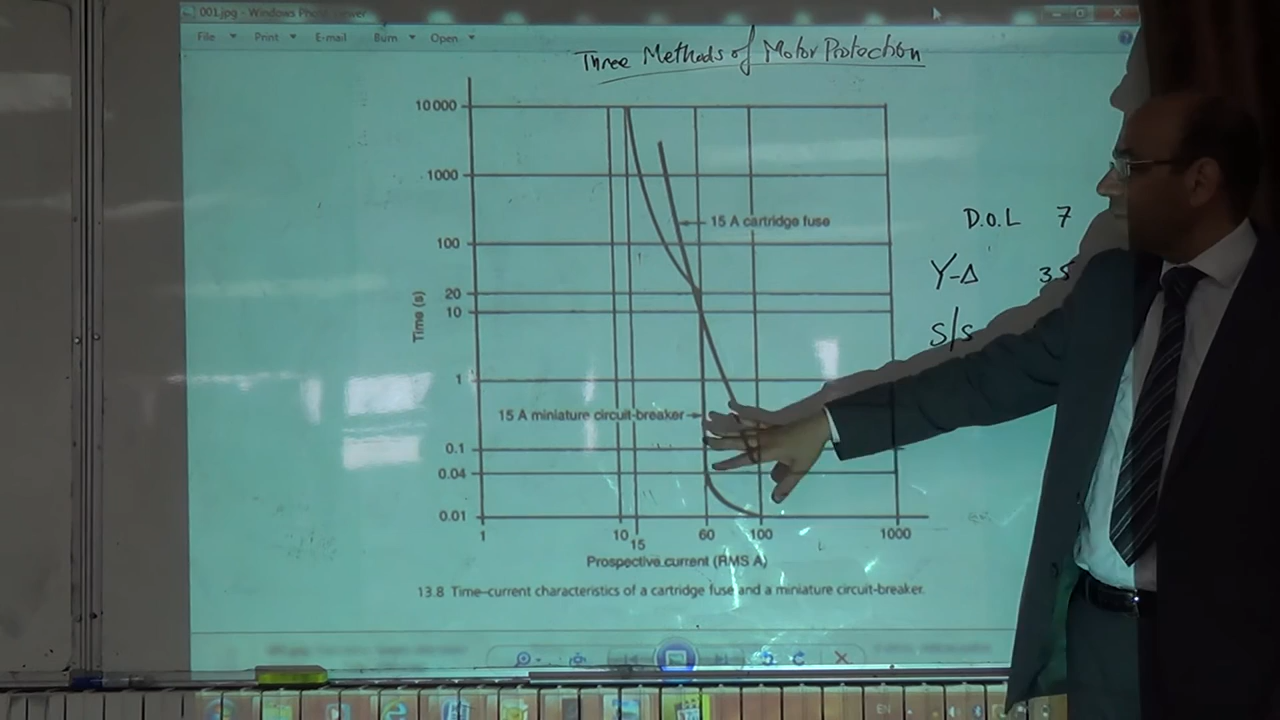 001.jpg - Windows Photo Viewer
File Print E-mail Burn Open
Three Methods of Motor Protection
10 000
1000
15 A cartridge fuse
D.O.L 7
100
Y-Δ 3.5
20
10
Time (s)
S/S
1
15 A miniature circuit-breaker
0.1
0.04
0.01
1 10 15 60 100 1000
Prospective current (RMS A)
13.8 Time–current characteristics of a cartridge fuse and a miniature circuit-breaker.
EN